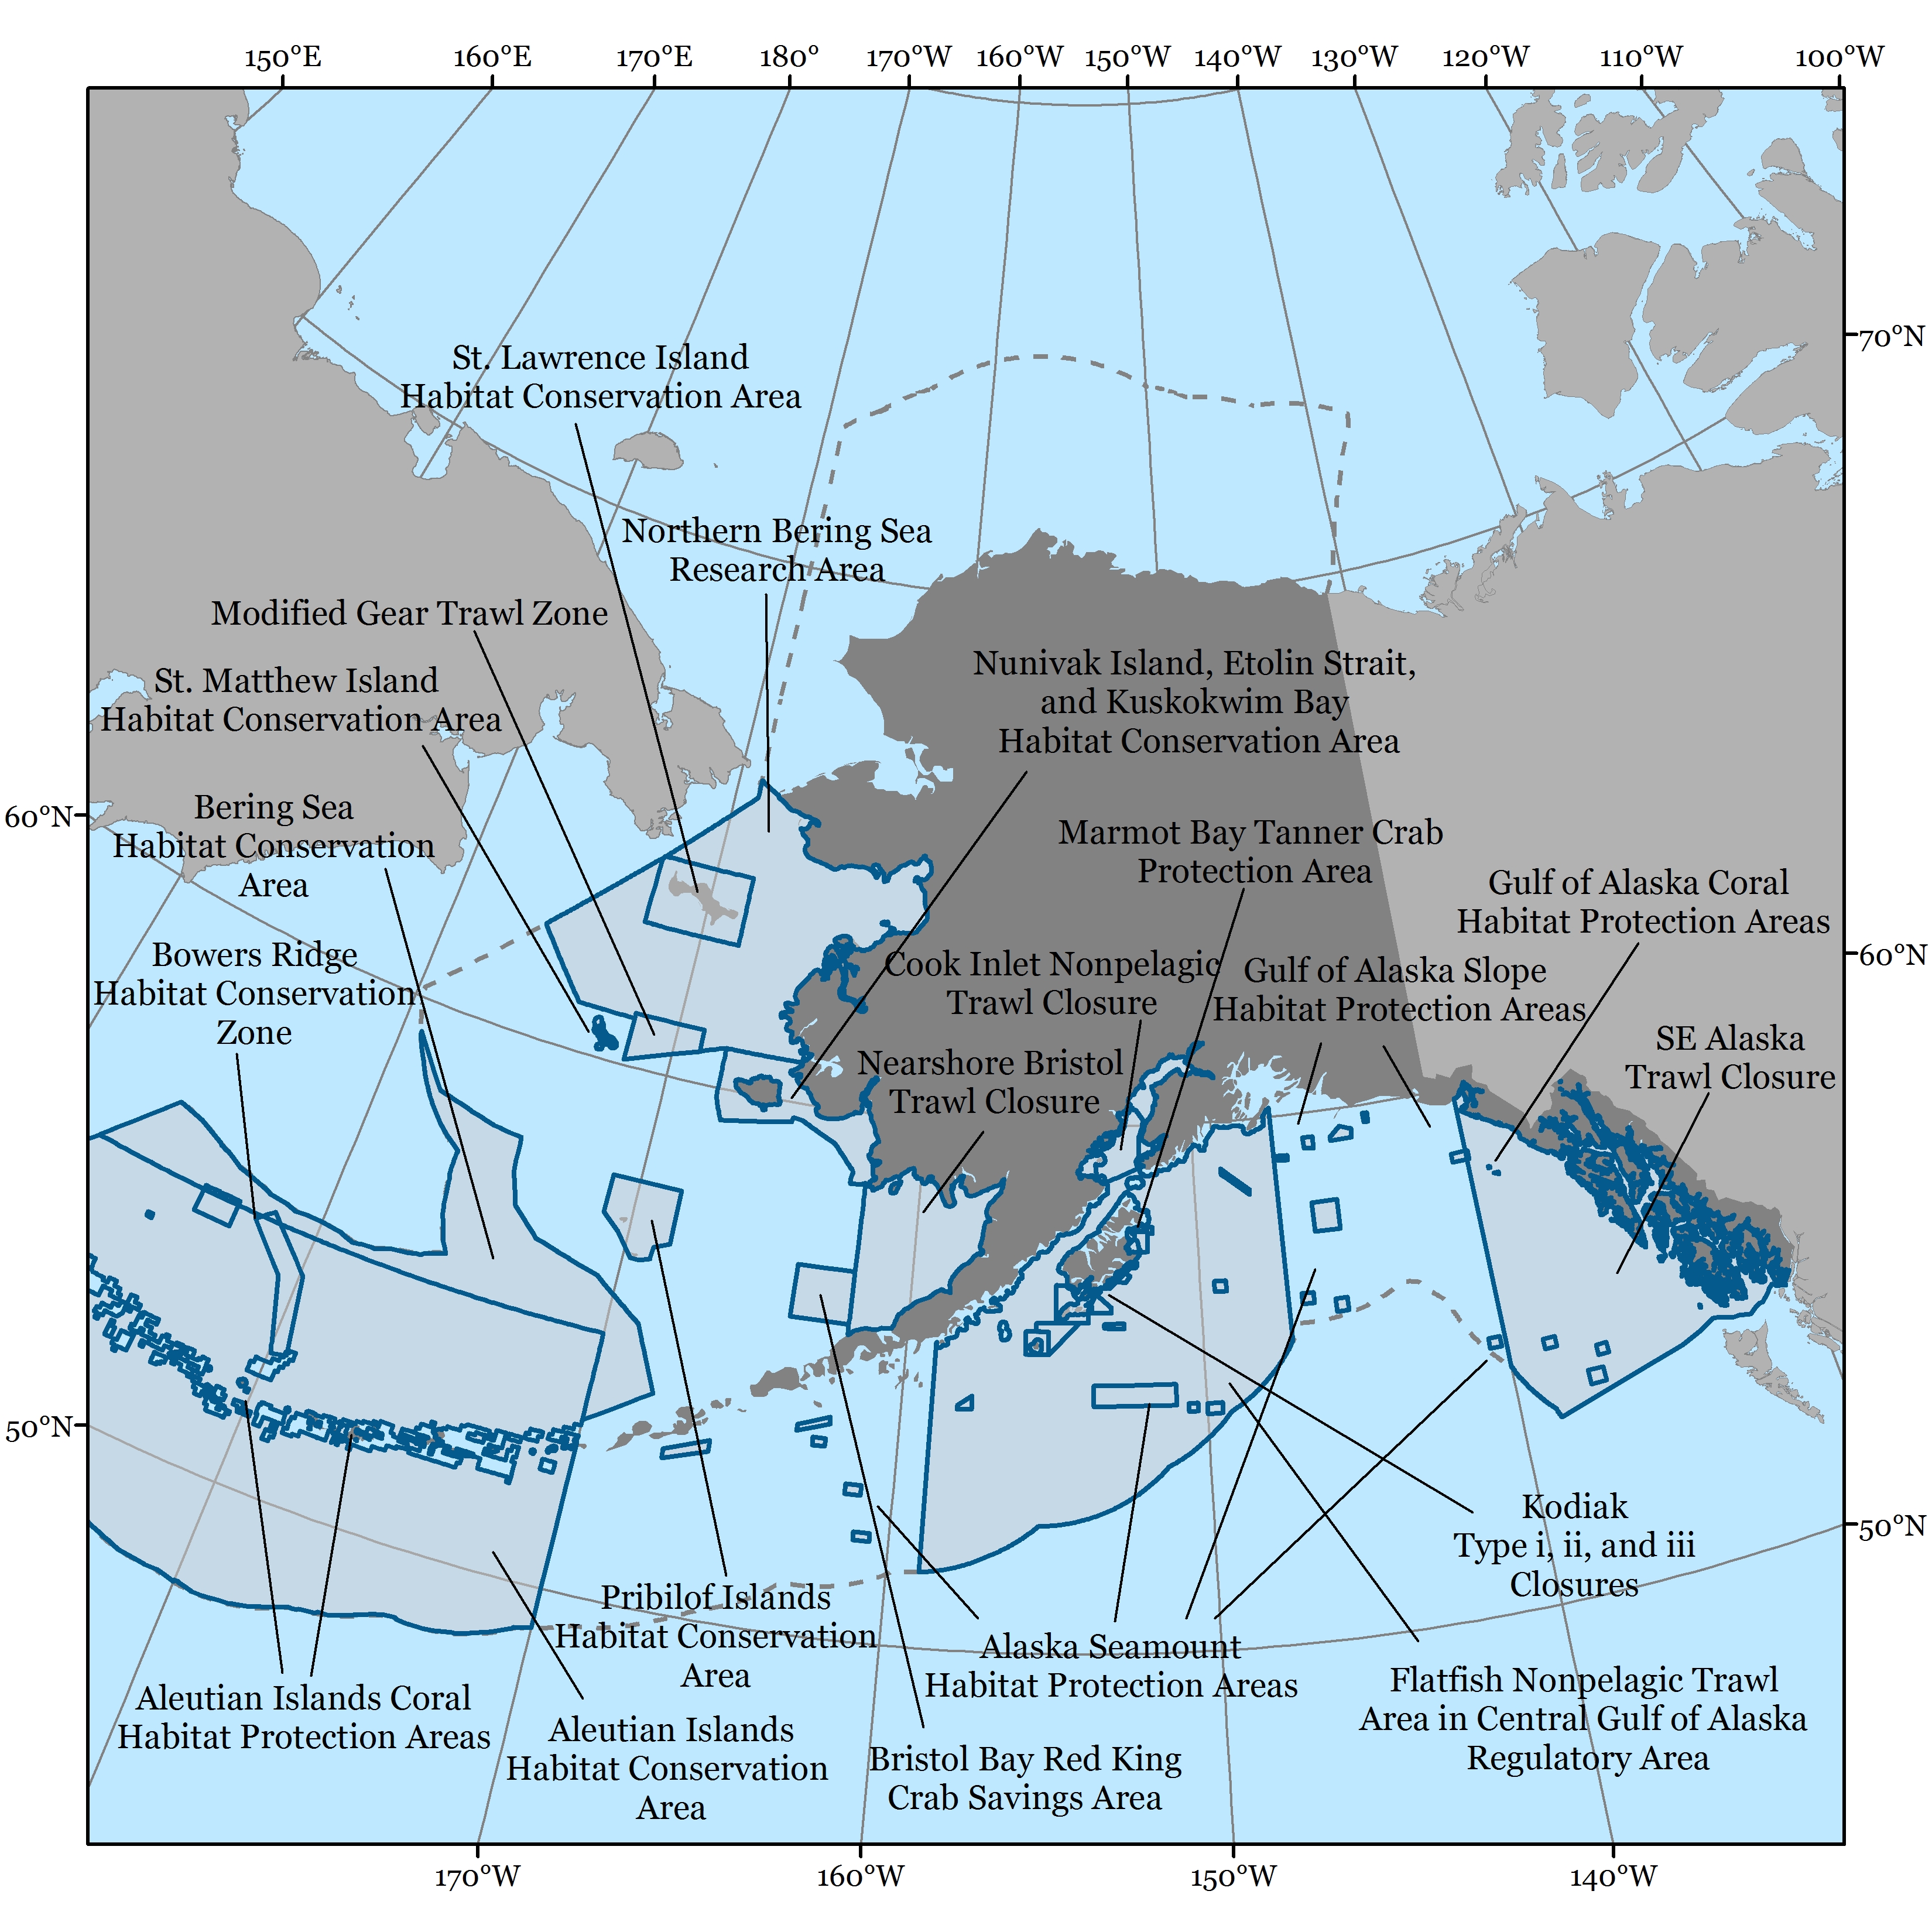 150°E 160°E 170°E 180° 170°W 160°W 150°W 140°W 130°W 120°W 110°W 100°W
70°N
St. Lawrence Island
Habitat Conservation Area
Northern Bering Sea
Research Area
Modified Gear Trawl Zone
St. Matthew Island
Habitat Conservation Area
Nunivak Island, Etolin Strait,
and Kuskokwim Bay
Habitat Conservation Area
60°N
Bering Sea
Habitat Conservation
Area
Marmot Bay Tanner Crab
Protection Area
Gulf of Alaska Coral
Habitat Protection Areas
60°N
Bowers Ridge
Habitat Conservation
Zone
Cook Inlet Nonpelagic
Trawl Closure
Gulf of Alaska Slope
Habitat Protection Areas
SE Alaska
Trawl Closure
Nearshore Bristol
Trawl Closure
50°N
50°N
Kodiak
Type i, ii, and iii
Closures
Pribilof Islands
Habitat Conservation
Area
Alaska Seamount
Habitat Protection Areas
Flatfish Nonpelagic Trawl
Area in Central Gulf of Alaska
Regulatory Area
Aleutian Islands Coral
Habitat Protection Areas
Aleutian Islands
Habitat Conservation
Area
Bristol Bay Red King
Crab Savings Area
170°W 160°W 150°W 140°W